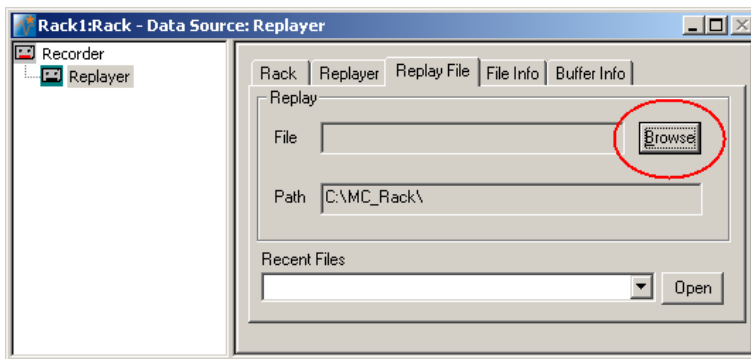 Rack1:Rack - Data Source: Replayer
Recorder
Replayer
Rack Replayer Replay File File Info Buffer Info
Replay
File Browse
Path C:\MC_Rack\
Recent Files
Open